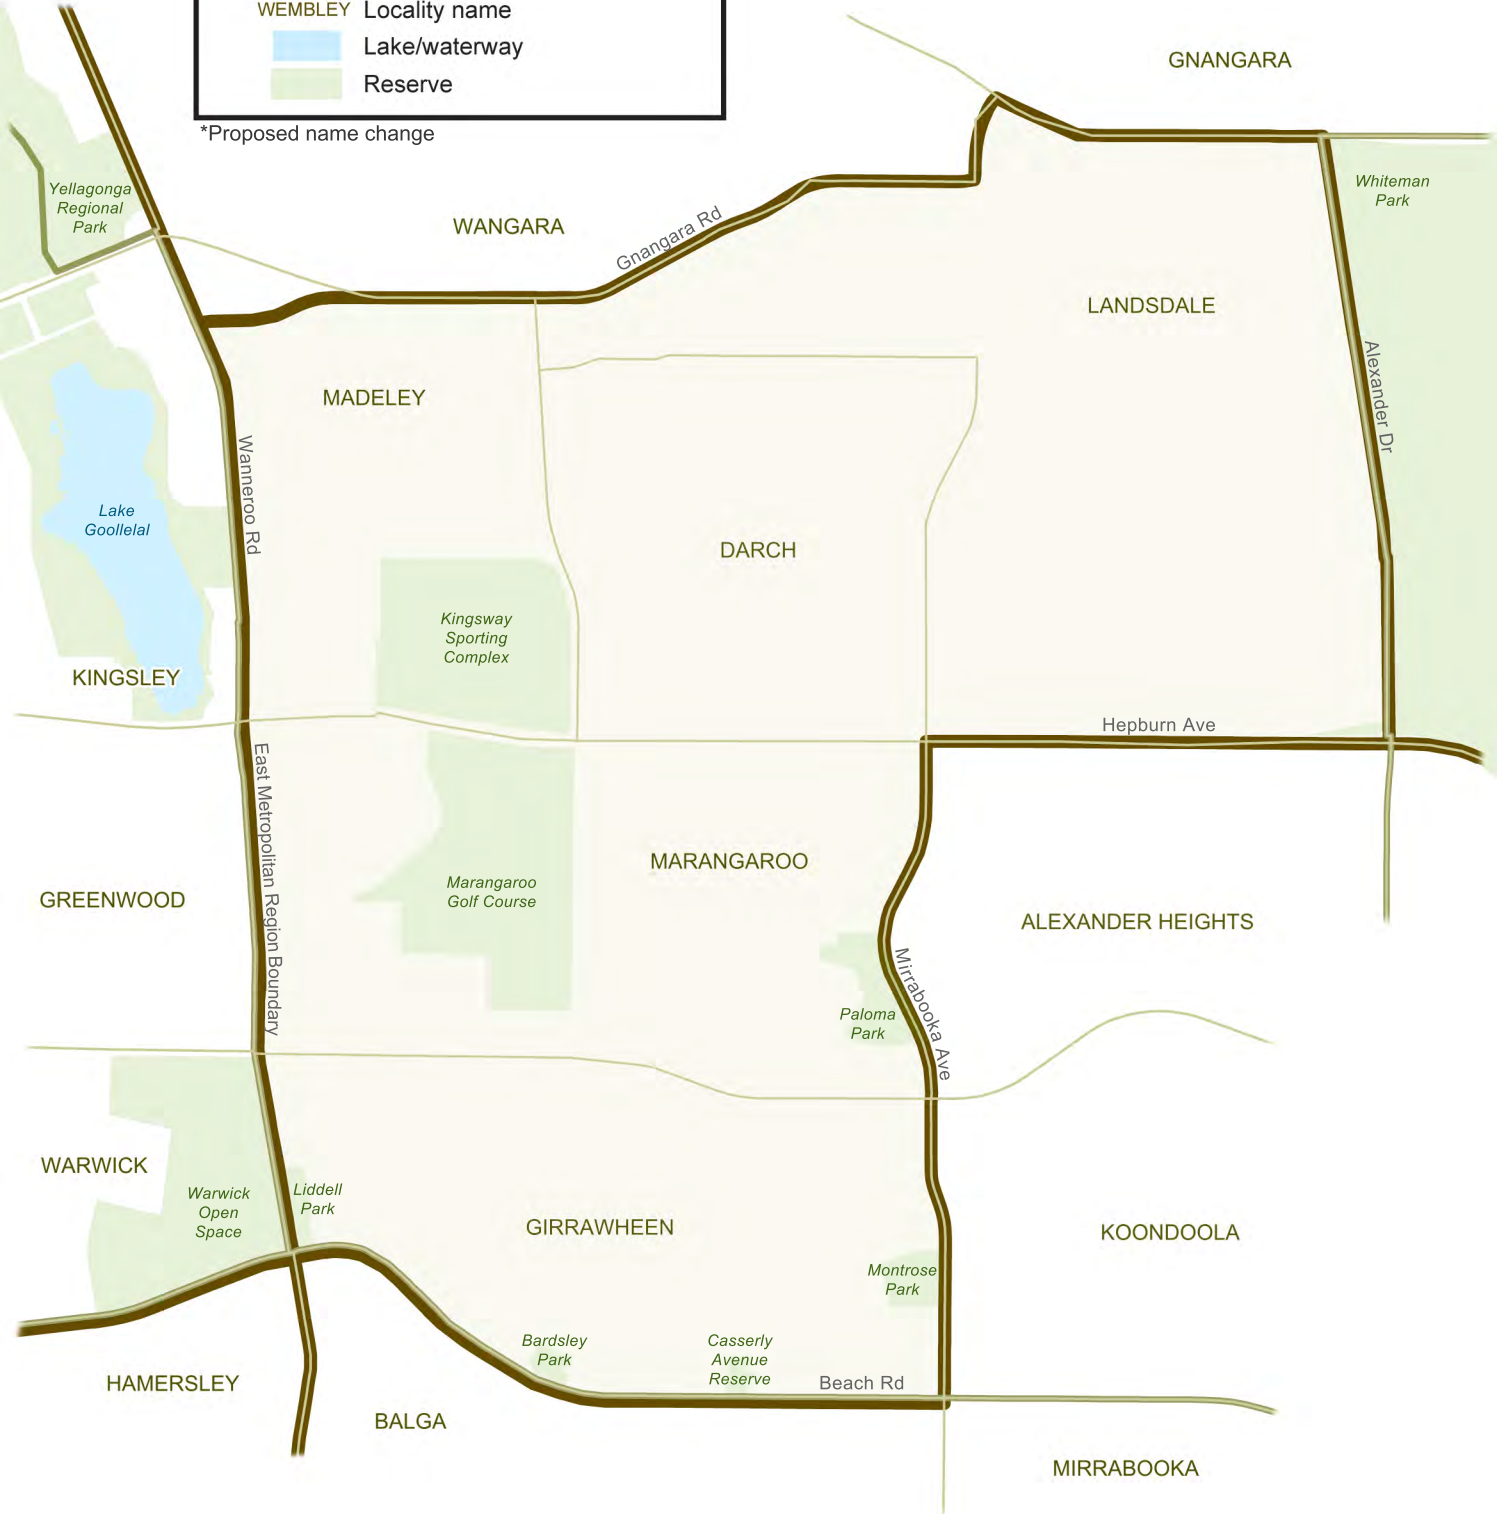 WEMBLEY Locality name
Lake/waterway
Reserve
*Proposed name change
GNANGARA
Yellagonga
Regional
Park
WANGARA
Gnangara Rd
Whiteman
Park
LANDSDALE
Alexander Dr
MADELEY
Wanneroo Rd
Lake
Goollelal
DARCH
Kingsway
Sporting
Complex
KINGSLEY
Hepburn Ave
East Metropolitan Region Boundary
MARANGAROO
Marangaroo
Golf Course
GREENWOOD
ALEXANDER HEIGHTS
Mirrabooka Ave
Paloma
Park
WARWICK
Warwick
Open
Space
Liddell
Park
GIRRAWHEEN
KOONDOOLA
Montrose
Park
Bardsley
Park
Casserly
Avenue
Reserve
Beach Rd
HAMERSLEY
BALGA
MIRRABOOKA